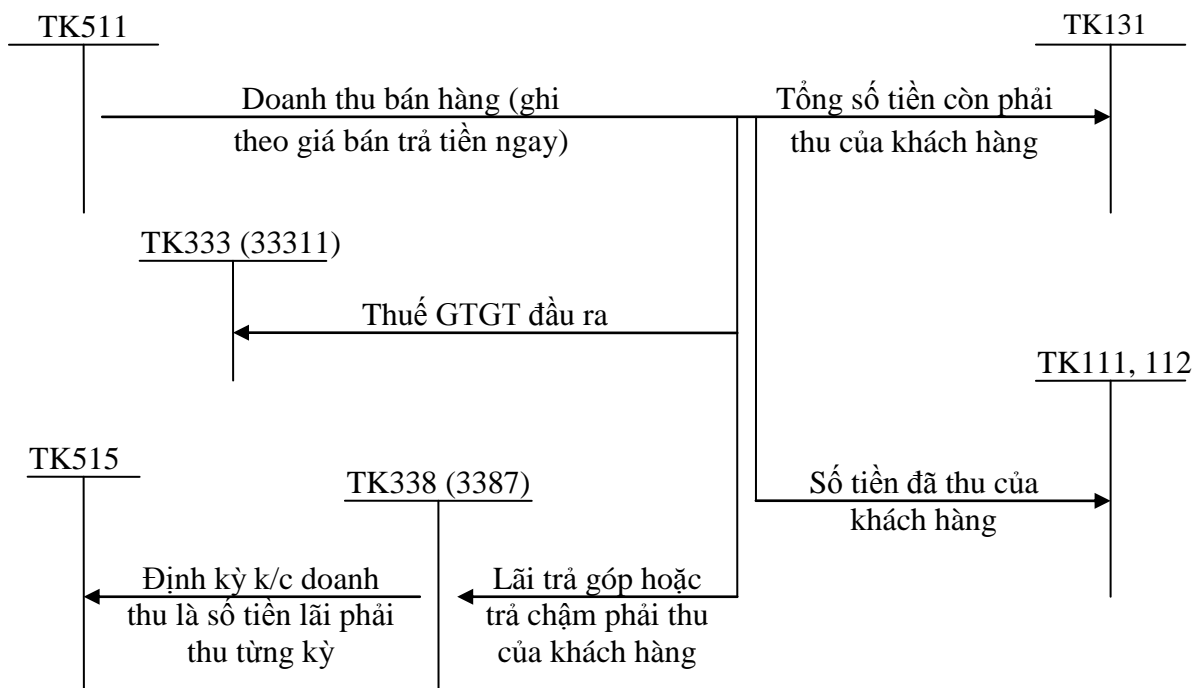 TK511
TK131
Doanh thu bán hàng (ghi
theo giá bán trả tiền ngay)
Tổng số tiền còn phải
thu của khách hàng
TK333 (33311)
Thuế GTGT đầu ra
TK111, 112
TK515
TK338 (3387)
Số tiền đã thu của
khách hàng
Định kỳ k/c doanh
thu là số tiền lãi phải
thu từng kỳ
Lãi trả góp hoặc
trả chậm phải thu
của khách hàng